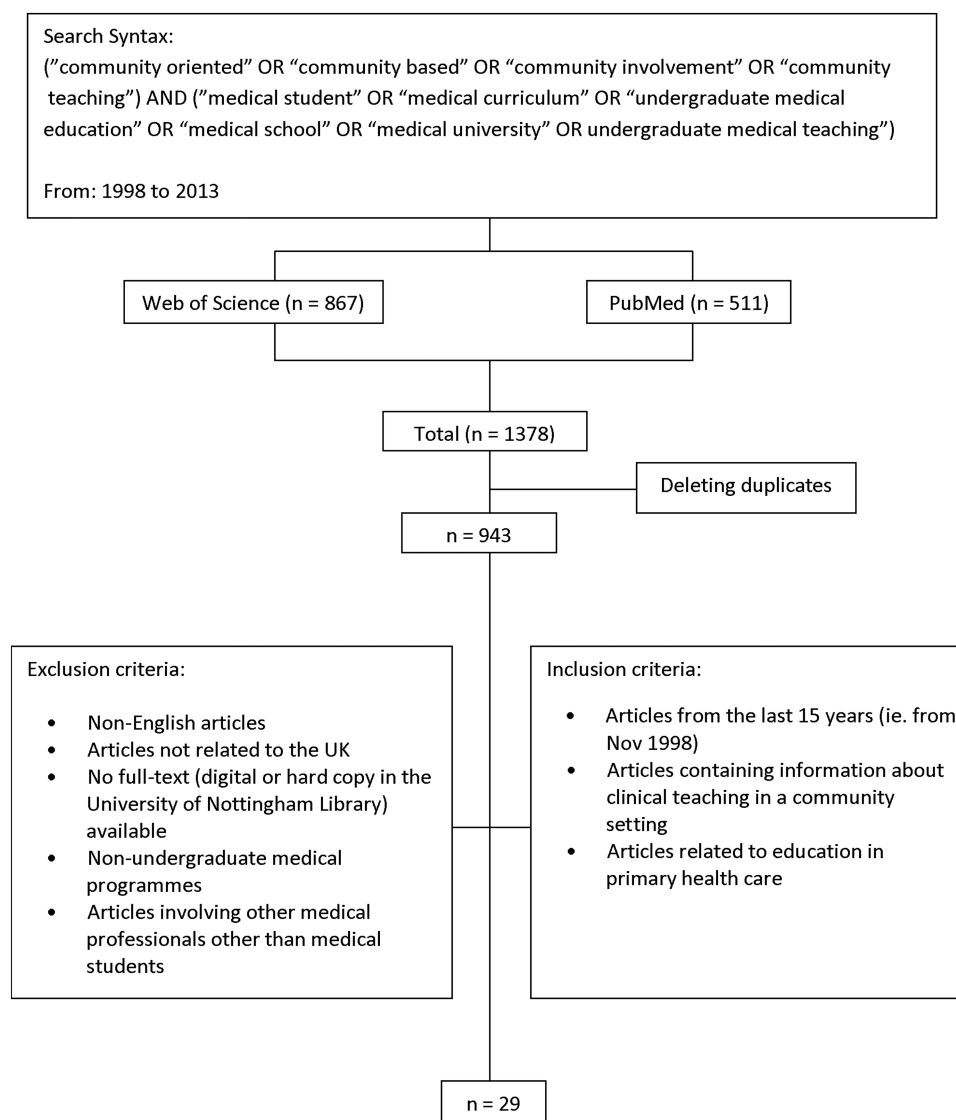 Search Syntax:
(”community oriented” OR “community based” OR “community involvement” OR “community
teaching”) AND (”medical student” OR “medical curriculum” OR “undergraduate medical
education” OR “medical school” OR “medical university” OR undergraduate medical teaching”)
From: 1998 to 2013
Web of Science (n = 867)
PubMed (n = 511)
Total (n = 1378)
Deleting duplicates
n = 943
Exclusion criteria:
• Non-English articles
• Articles not related to the UK
• No full-text (digital or hard copy in the
University of Nottingham Library)
available
• Non-undergraduate medical
programmes
• Articles involving other medical
professionals other than medical
students
Inclusion criteria:
• Articles from the last 15 years (ie. from
Nov 1998)
• Articles containing information about
clinical teaching in a community
setting
• Articles related to education in
primary health care
n = 29